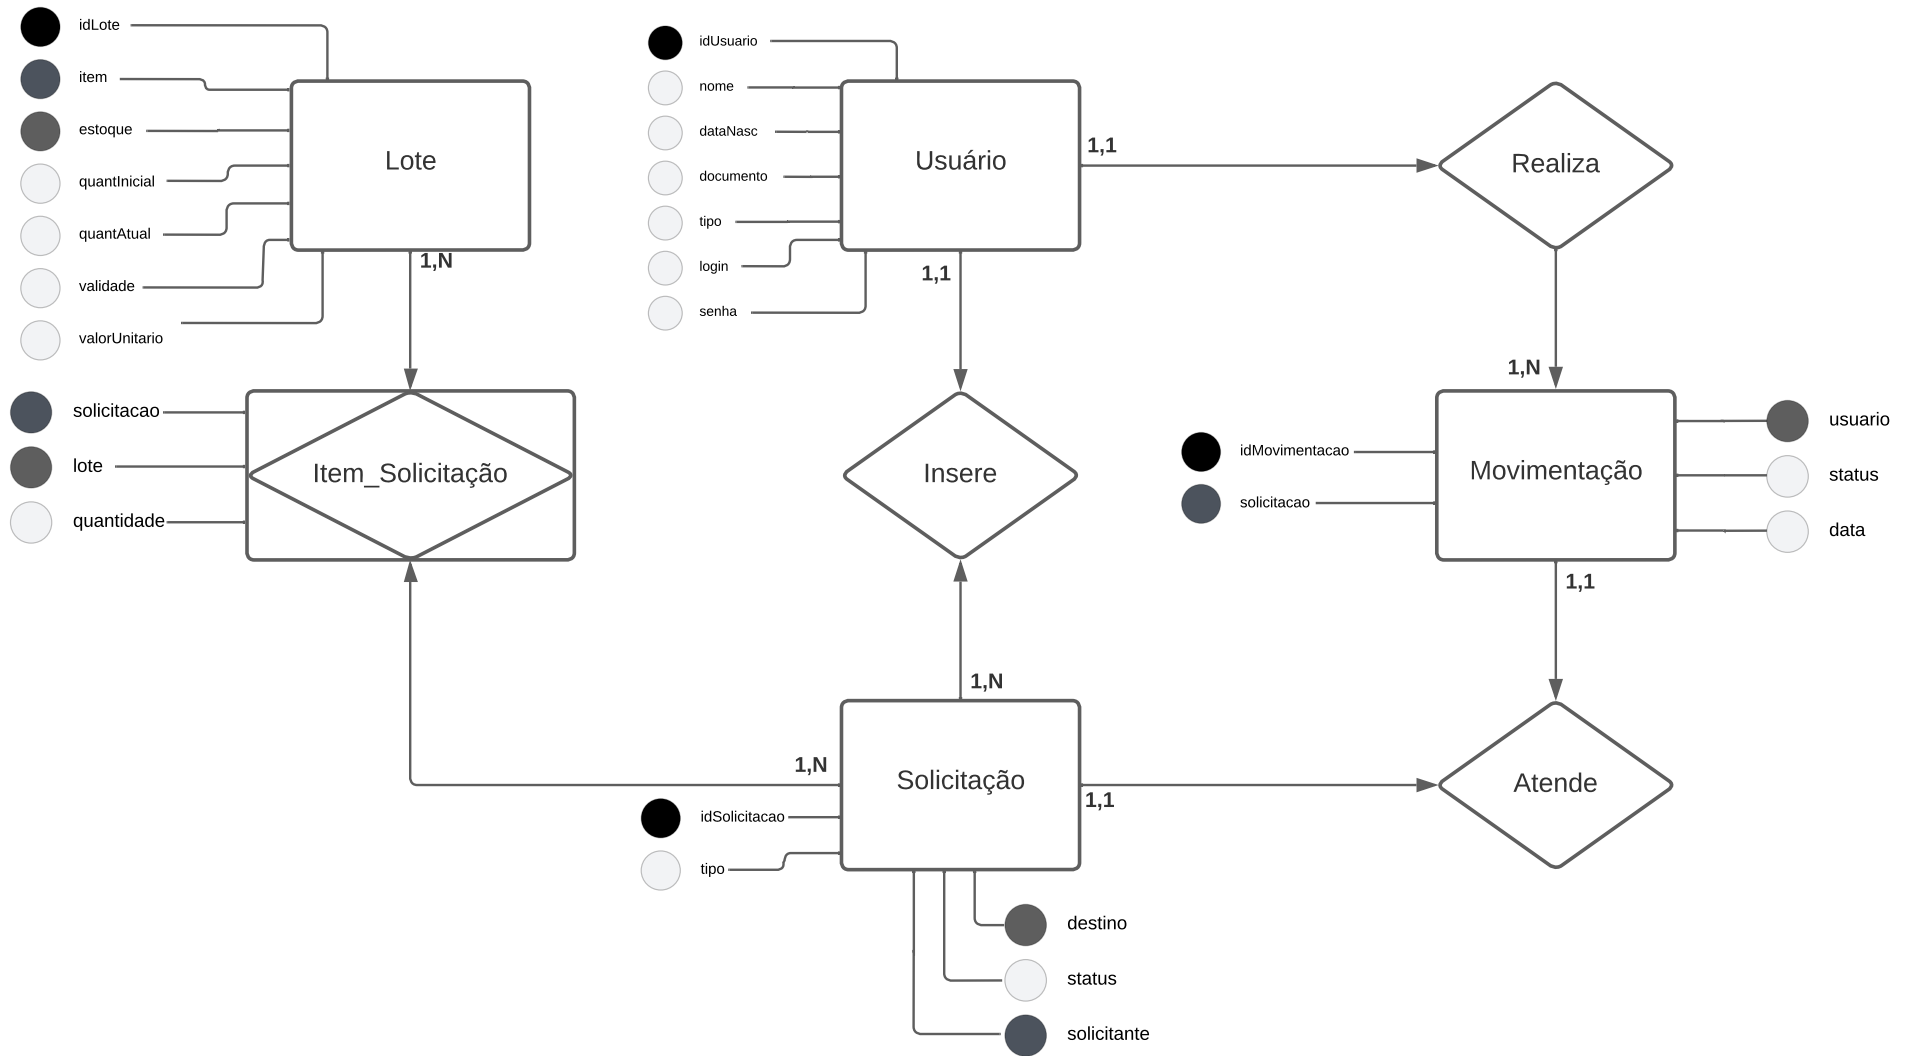 idLote
item
estoque
quantInicial
quantAtual
validade
valorUnitario
Lote
1,N
solicitacao
lote
quantidade
Item_Solicitação
idUsuario
nome
dataNasc
documento
tipo
login
senha
Usuário
1,1
1,1
Realiza
Insere
1,N
idMovimentacao
solicitacao
Movimentação
usuario
status
data
1,1
1,N
1,N
Solicitação
1,1
Atende
idSolicitacao
tipo
destino
status
solicitante